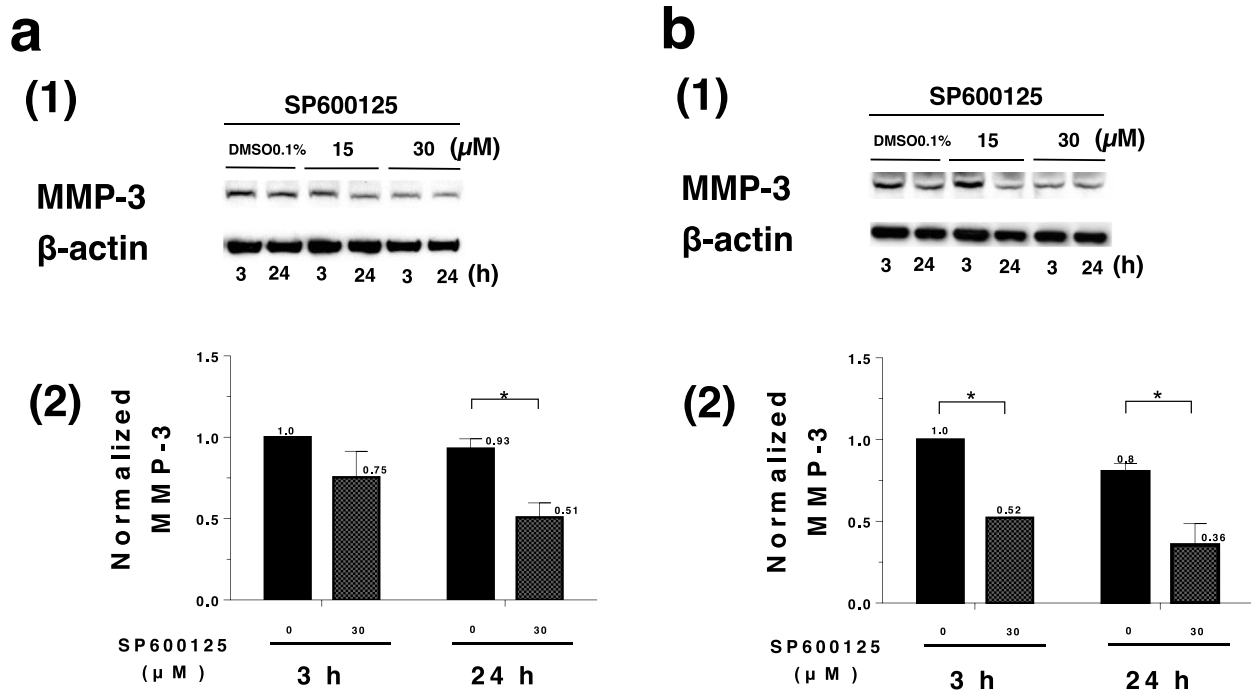 a
(1)
SP600125
DMSO0.1% 15 30 (µM)
MMP-3
β-actin
3 24 3 24 3 24 (h)
(2)
Normalized
MMP-3
1.5
1.0
0.5
0.0
1.0
0.75
*
0.93
0.51
SP600125
(µM)
0 30 0 30
3 h 24 h
b
(1)
SP600125
DMSO0.1% 15 30 (µM)
MMP-3
β-actin
3 24 3 24 3 24 (h)
(2)
Normalized
MMP-3
1.5
1.0
0.5
0.0
*
1.0
0.52
*
0.8
0.36
SP600125
(µM)
0 30 0 30
3 h 24 h